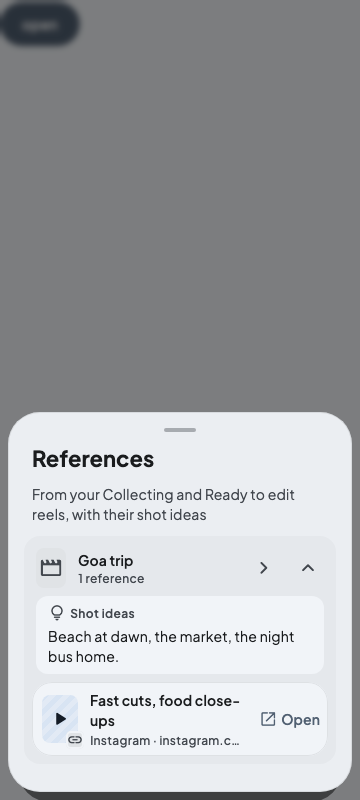 open
References
From your Collecting and Ready to edit
reels, with their shot ideas
Goa trip
1 reference
Shot ideas
Beach at dawn, the market, the night
bus home.
Fast cuts, food close-
ups
Instagram · instagram.c…
Open